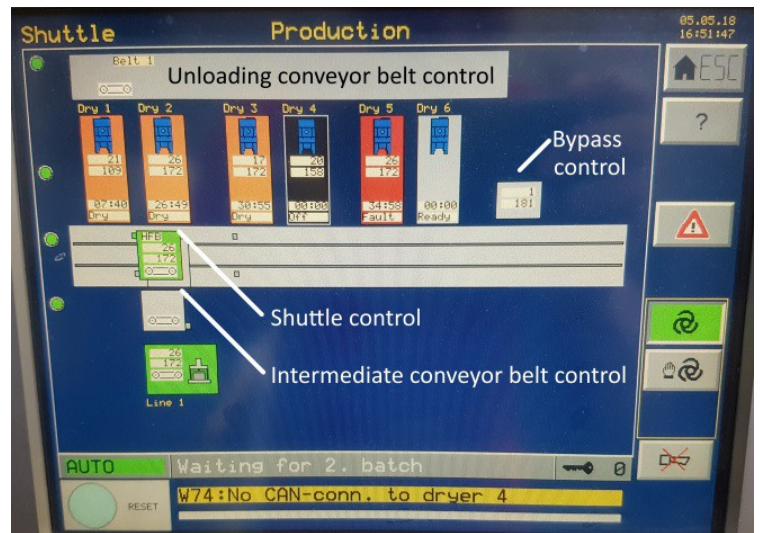 Shuttle
Production
05.05.18
16:51:47
Belt 1
Unloading conveyor belt control
ESC
Dry 1
Dry 2
Dry 3
Dry 4
Dry 5
Dry 6
?
21
26
17
20
26
109
172
172
158
172
Bypass
control
1
181
07:40
26:49
30:55
00:00
34:58
00:00
Dry
Dry
Dry
Off
Fault
Ready
HFB
26
172
Shuttle control
Intermediate conveyor belt control
26
172
Line 1
AUTO
Waiting for 2. batch
0
RESET
W74:No CAN-conn. to dryer 4